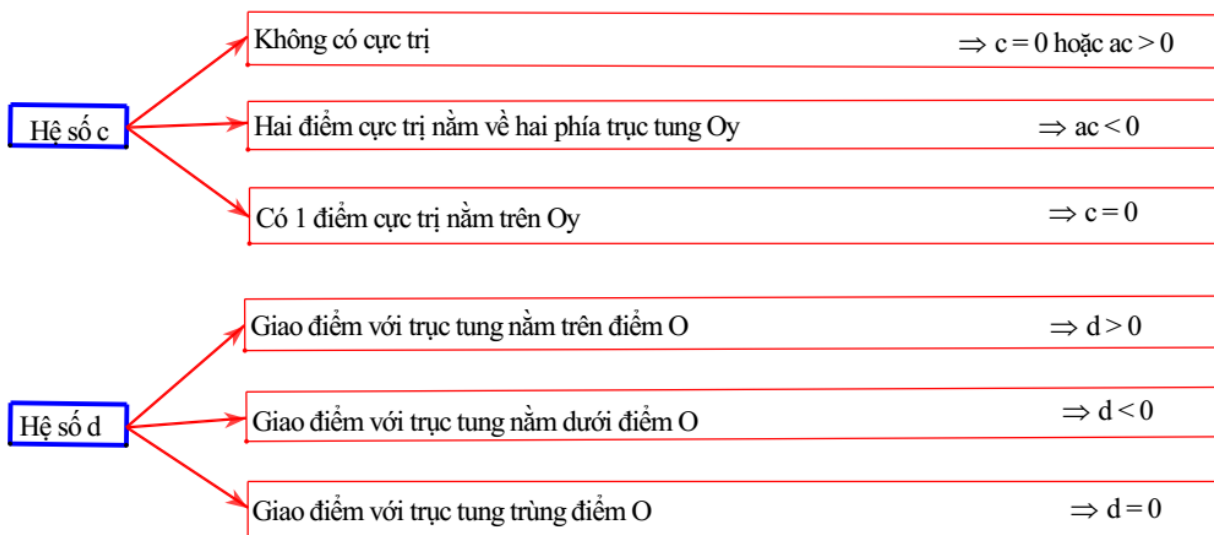 Không có cực trị ⇒ c = 0 hoặc ac > 0
Hệ số c
Hai điểm cực trị nằm về hai phía trục tung Oy ⇒ ac < 0
Có 1 điểm cực trị nằm trên Oy ⇒ c = 0
Giao điểm với trục tung nằm trên điểm O ⇒ d > 0
Hệ số d
Giao điểm với trục tung nằm dưới điểm O ⇒ d < 0
Giao điểm với trục tung trùng điểm O ⇒ d = 0